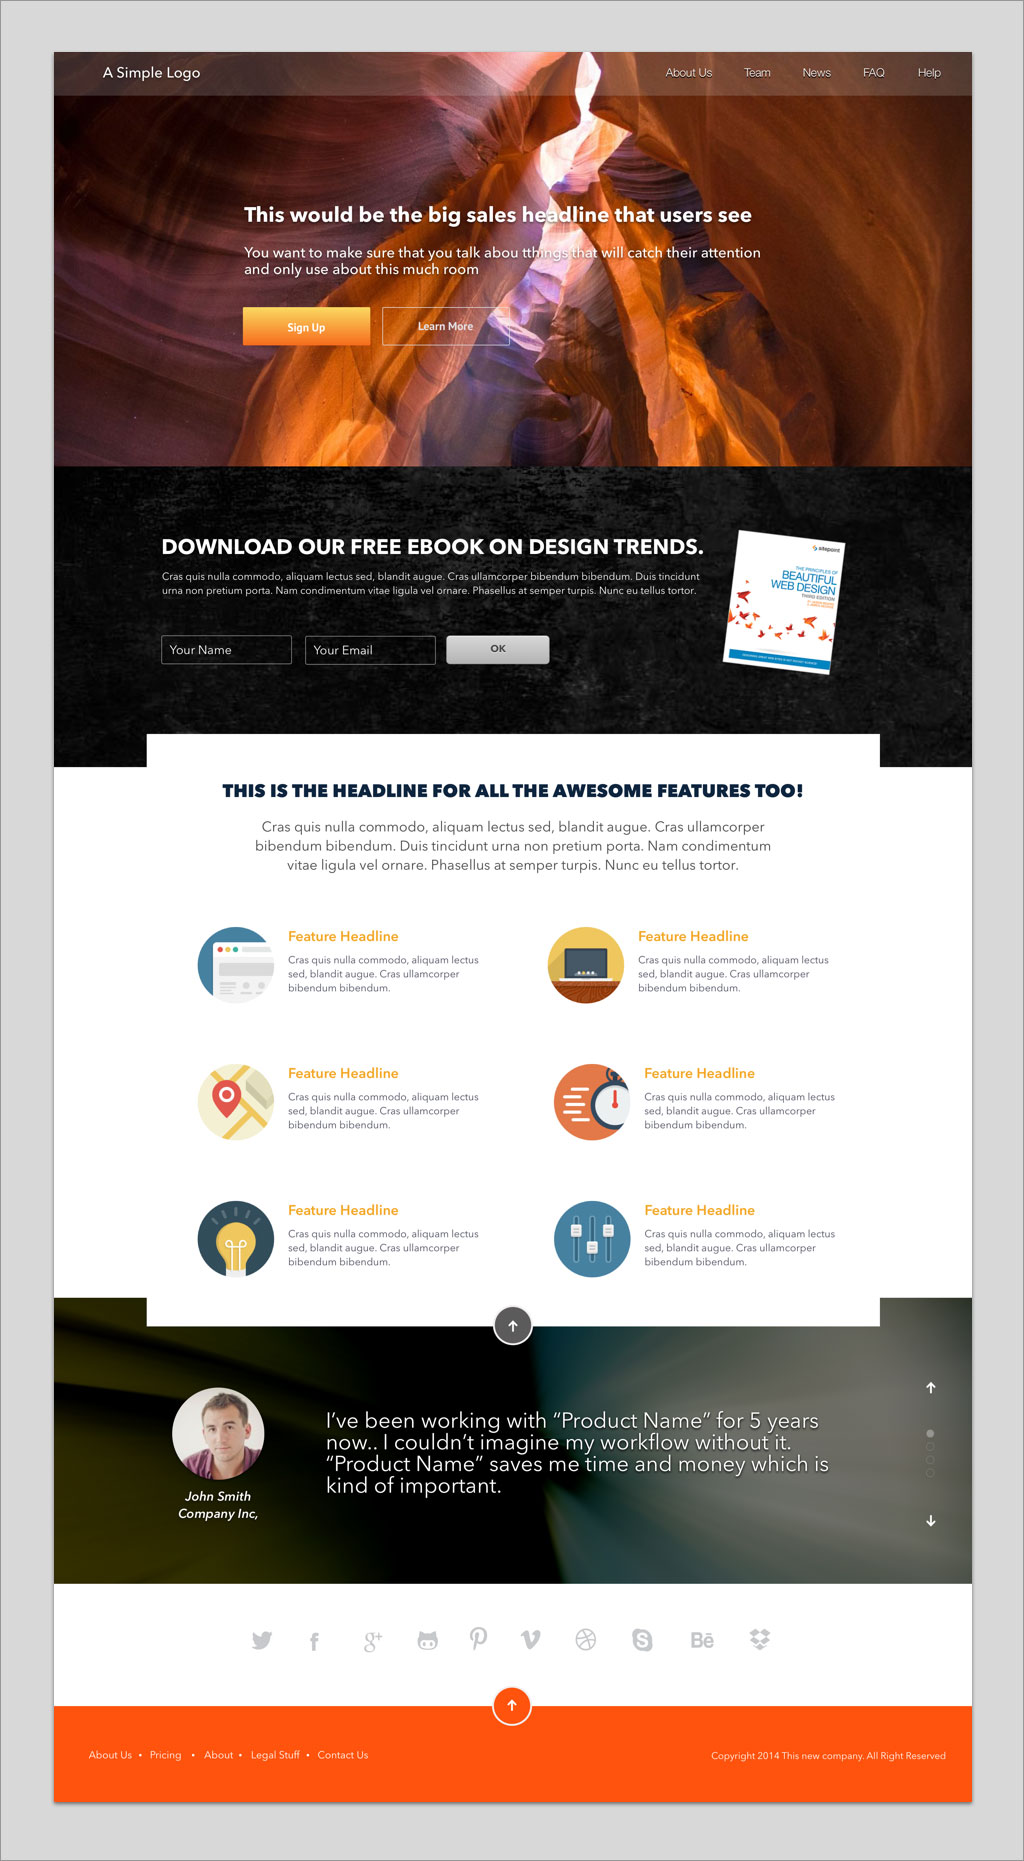 A Simple Logo
About Us Team News FAQ Help
This would be the big sales headline that users see
You want to make sure that you talk abou tthings that will catch their attention
and only use about this much room
Sign Up
Learn More
DOWNLOAD OUR FREE EBOOK ON DESIGN TRENDS.
Cras quis nulla commodo, aliquam lectus sed, blandit augue. Cras ullamcorper bibendum bibendum. Duis tincidunt
urna non pretium porta. Nam condimentum vitae ligula vel ornare. Phasellus at semper turpis. Nunc eu tellus tortor.
Your Name
Your Email
OK
sitepoint
THE PRINCIPLES OF
BEAUTIFUL
WEB DESIGN
THIRD EDITION
THIS IS THE HEADLINE FOR ALL THE AWESOME FEATURES TOO!
Cras quis nulla commodo, aliquam lectus sed, blandit augue. Cras ullamcorper
bibendum bibendum. Duis tincidunt urna non pretium porta. Nam condimentum
vitae ligula vel ornare. Phasellus at semper turpis. Nunc eu tellus tortor.
Feature Headline
Cras quis nulla commodo, aliquam lectus
sed, blandit augue. Cras ullamcorper
bibendum bibendum.
Feature Headline
Cras quis nulla commodo, aliquam lectus
sed, blandit augue. Cras ullamcorper
bibendum bibendum.
Feature Headline
Cras quis nulla commodo, aliquam lectus
sed, blandit augue. Cras ullamcorper
bibendum bibendum.
Feature Headline
Cras quis nulla commodo, aliquam lectus
sed, blandit augue. Cras ullamcorper
bibendum bibendum.
Feature Headline
Cras quis nulla commodo, aliquam lectus
sed, blandit augue. Cras ullamcorper
bibendum bibendum.
Feature Headline
Cras quis nulla commodo, aliquam lectus
sed, blandit augue. Cras ullamcorper
bibendum bibendum.
John Smith
Company Inc,
I've been working with “Product Name” for 5 years
now.. I couldn't imagine my workflow without it.
“Product Name” saves me time and money which is
kind of important.
Bē
About Us • Pricing • About • Legal Stuff • Contact Us
Copyright 2014 This new company. All Right Reserved